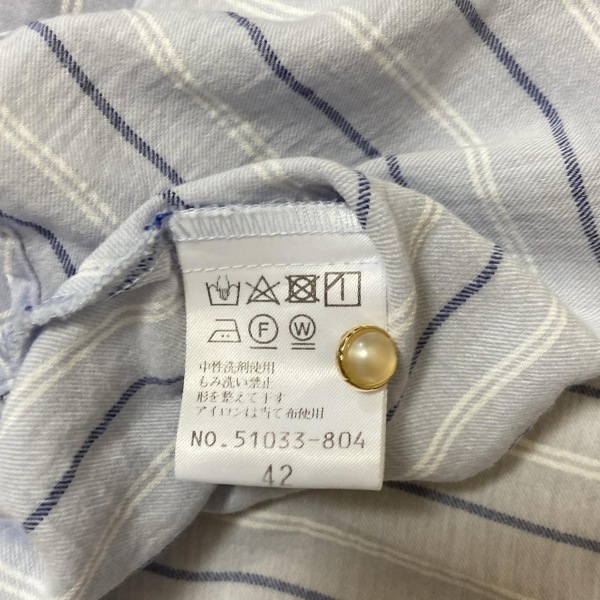 F W
中性洗剤使用
もみ洗い禁止
形を整えて干す
アイロンは当て布使用
NO.51033-804
42